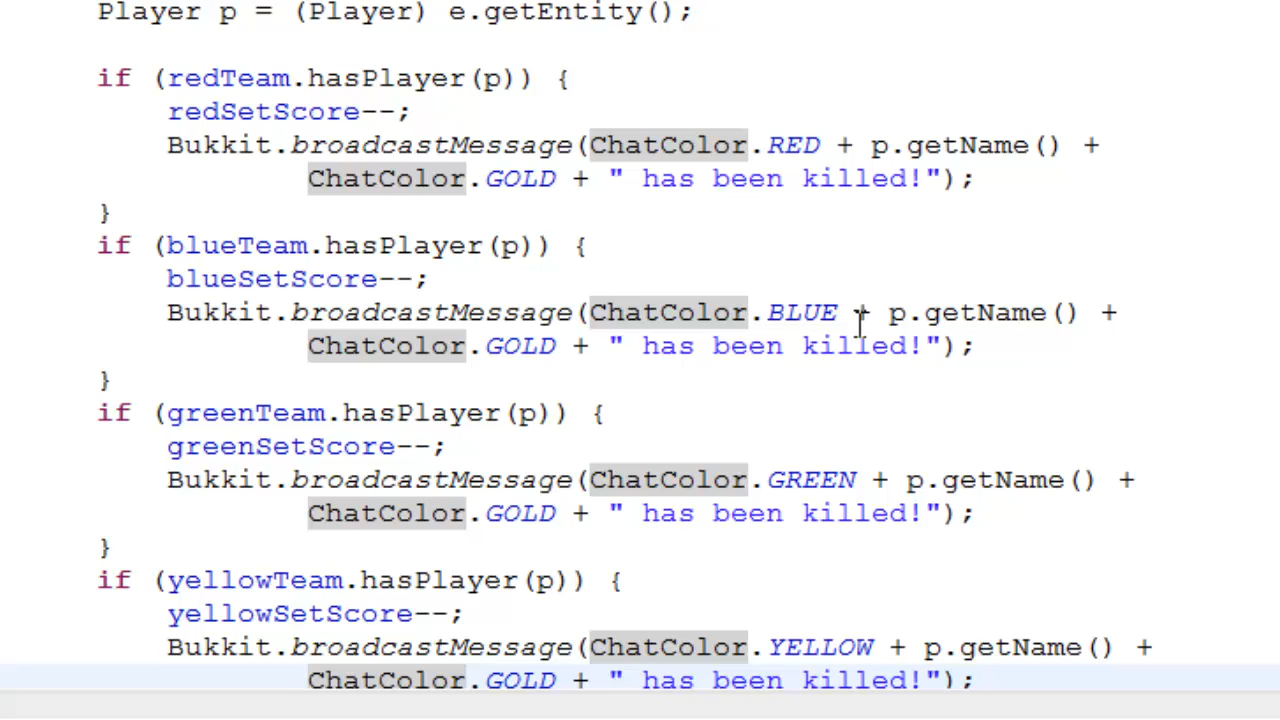 Player p = (Player) e.getEntity();
if (redTeam.hasPlayer(p)) {
redSetScore--;
Bukkit.broadcastMessage(ChatColor.RED + p.getName() +
ChatColor.GOLD + " has been killed!");
}
if (blueTeam.hasPlayer(p)) {
blueSetScore--;
Bukkit.broadcastMessage(ChatColor.BLUE + p.getName() +
ChatColor.GOLD + " has been killed!");
}
if (greenTeam.hasPlayer(p)) {
greenSetScore--;
Bukkit.broadcastMessage(ChatColor.GREEN + p.getName() +
ChatColor.GOLD + " has been killed!");
}
if (yellowTeam.hasPlayer(p)) {
yellowSetScore--;
Bukkit.broadcastMessage(ChatColor.YELLOW + p.getName() +
ChatColor.GOLD + " has been killed!");